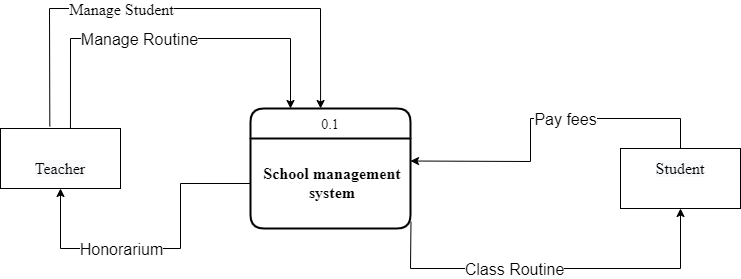 Manage Student
Manage Routine
0.1
Pay fees
Teacher
School management
system
Student
Honorarium
Class Routine